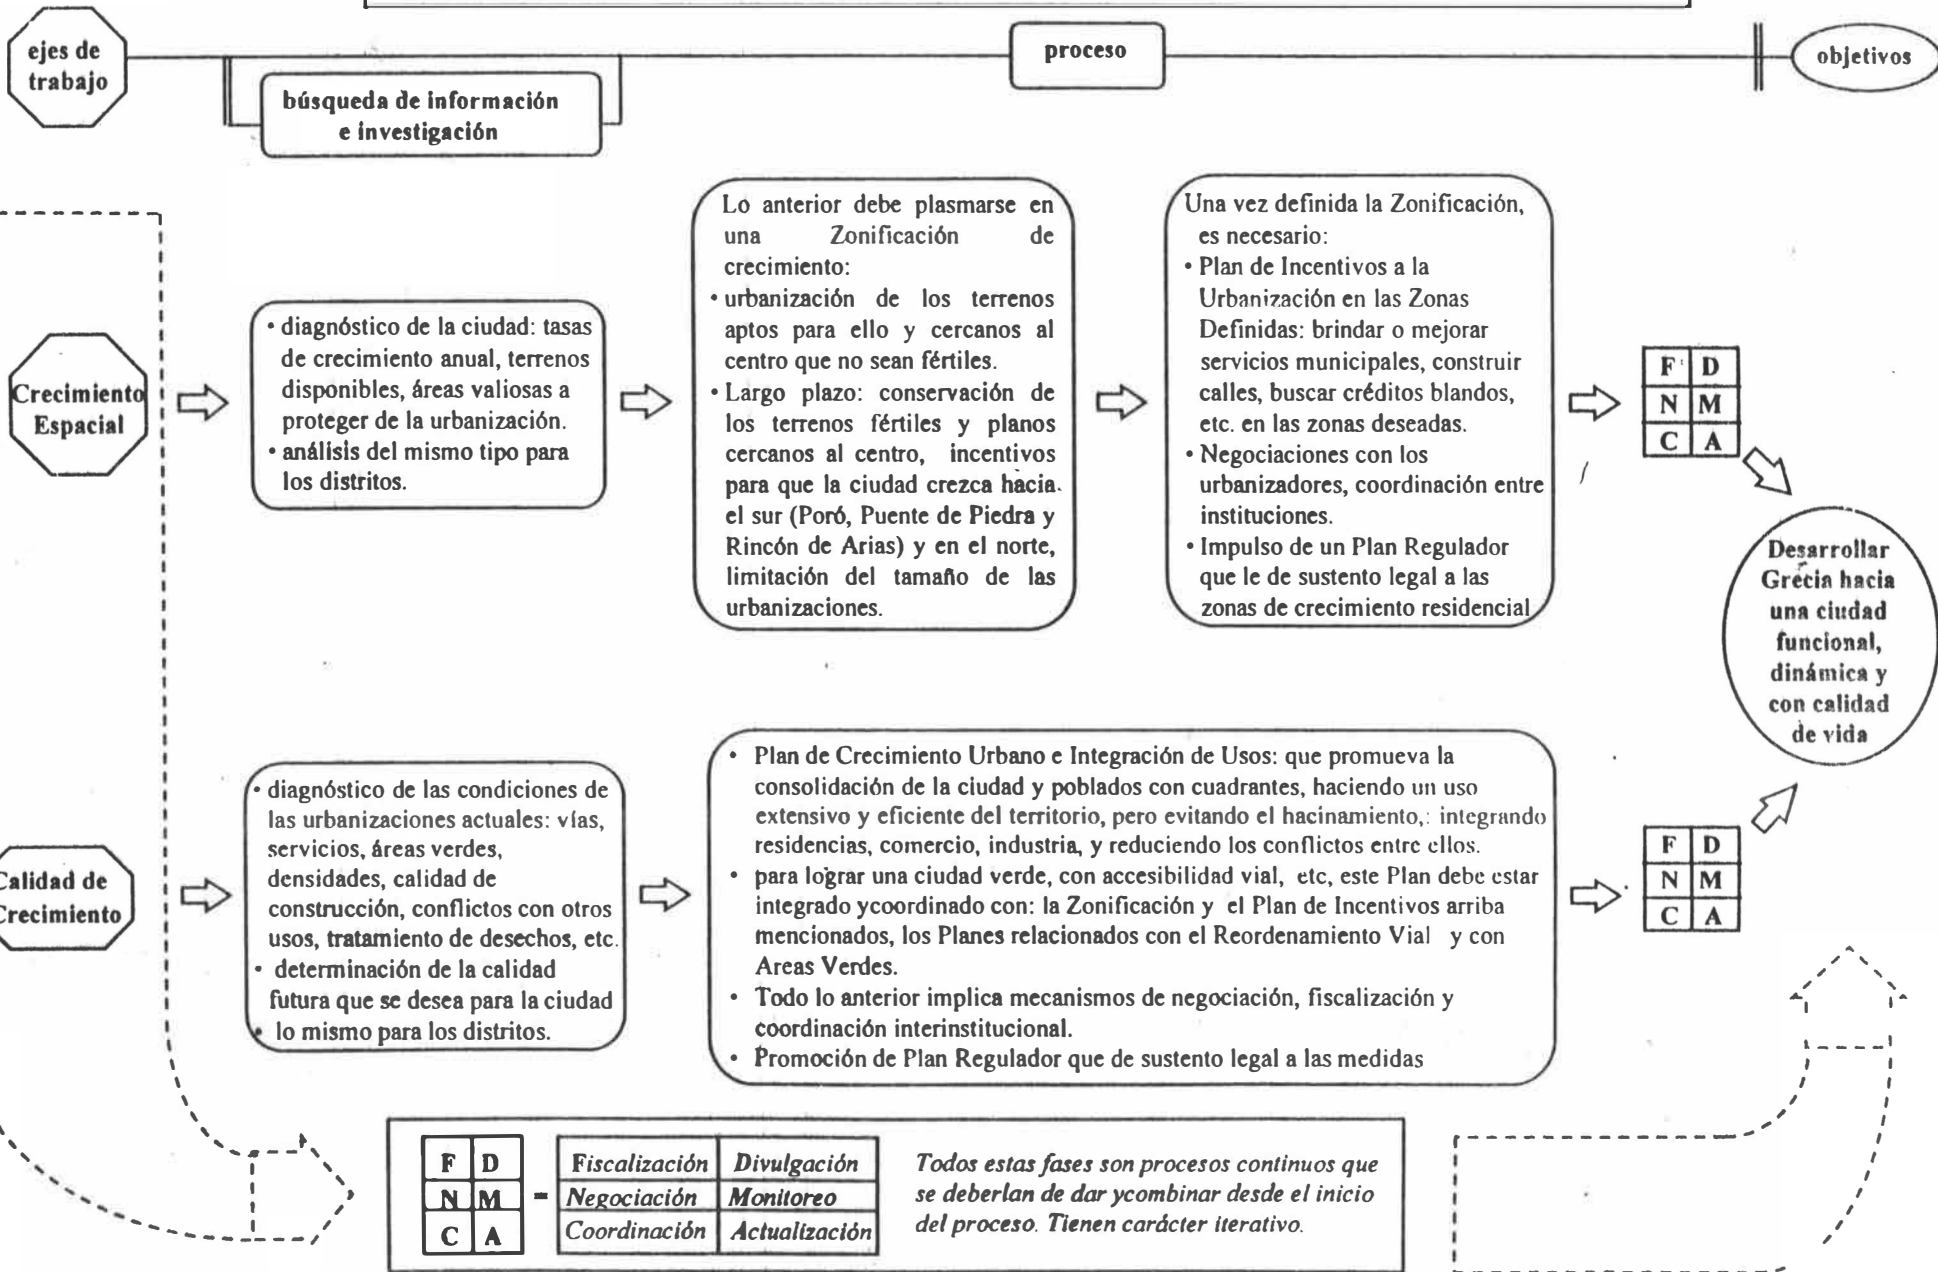 ejes de
trabajo
búsqueda de información
e investigación
proceso
objetivos
Crecimiento
Espacial
• diagnóstico de la ciudad: tasas
de crecimiento anual, terrenos
disponibles, áreas valiosas a
proteger de la urbanización.
• análisis del mismo tipo para
los distritos.
Lo anterior debe plasmarse en
una Zonificación de
crecimiento:
• urbanización de los terrenos
aptos para ello y cercanos al
centro que no sean fértiles.
• Largo plazo: conservación de
los terrenos fértiles y planos
cercanos al centro, incentivos
para que la ciudad crezca hacia
el sur (Poró, Puente de Piedra y
Rincón de Arias) y en el norte,
limitación del tamaño de las
urbanizaciones.
Una vez definida la Zonificación,
es necesario:
• Plan de Incentivos a la
Urbanización en las Zonas
Definidas: brindar o mejorar
servicios municipales, construir
calles, buscar créditos blandos,
etc. en las zonas deseadas.
• Negociaciones con los
urbanizadores, coordinación entre
instituciones.
• Impulso de un Plan Regulador
que le de sustento legal a las
zonas de crecimiento residencial
F D
N M
C A
Desarrollar
Grecia hacia
una ciudad
funcional,
dinámica y
con calidad
de vida
Calidad de
Crecimiento
• diagnóstico de las condiciones de
las urbanizaciones actuales: vías,
servicios, áreas verdes,
densidades, calidad de
construcción, conflictos con otros
usos, tratamiento de desechos, etc.
• determinación de la calidad
futura que se desea para la ciudad
• lo mismo para los distritos.
• Plan de Crecimiento Urbano e Integración de Usos: que promueva la
consolidación de la ciudad y poblados con cuadrantes, haciendo un uso
extensivo y eficiente del territorio, pero evitando el hacinamiento,: integrando
residencias, comercio, industria, y reduciendo los conflictos entre ellos.
• para lograr una ciudad verde, con accesibilidad vial, etc, este Plan debe estar
integrado ycoordinado con: la Zonificación y el Plan de Incentivos arriba
mencionados, los Planes relacionados con el Reordenamiento Vial y con
Areas Verdes.
• Todo lo anterior implica mecanismos de negociación, fiscalización y
coordinación interinstitucional.
• Promoción de Plan Regulador que de sustento legal a las medidas
F D
N M
C A
F D
N M
C A
=
Fiscalización Divulgación
Negociación Monitoreo
Coordinación Actualización
Todos estas fases son procesos continuos que
se deberlan de dar ycombinar desde el inicio
del proceso. Tienen carácter iterativo.